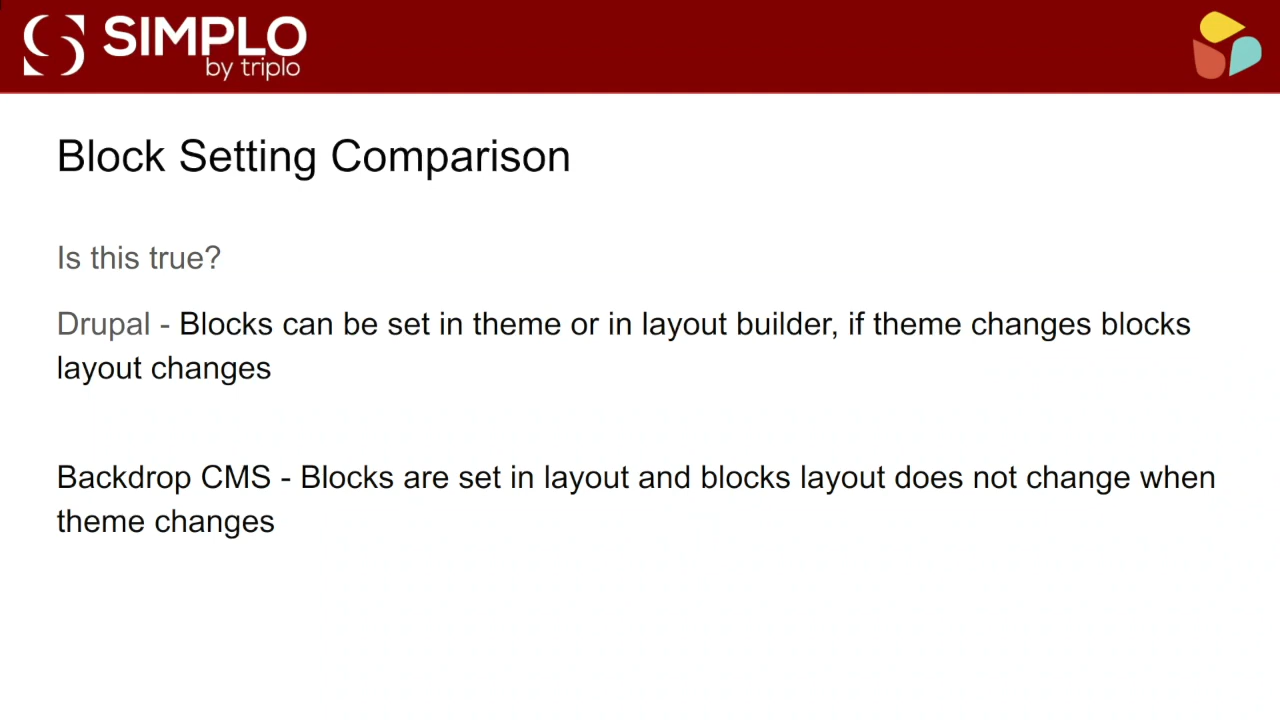 SIMPLO
by triplo
Block Setting Comparison
Is this true?
Drupal - Blocks can be set in theme or in layout builder, if theme changes blocks
layout changes
Backdrop CMS - Blocks are set in layout and blocks layout does not change when
theme changes